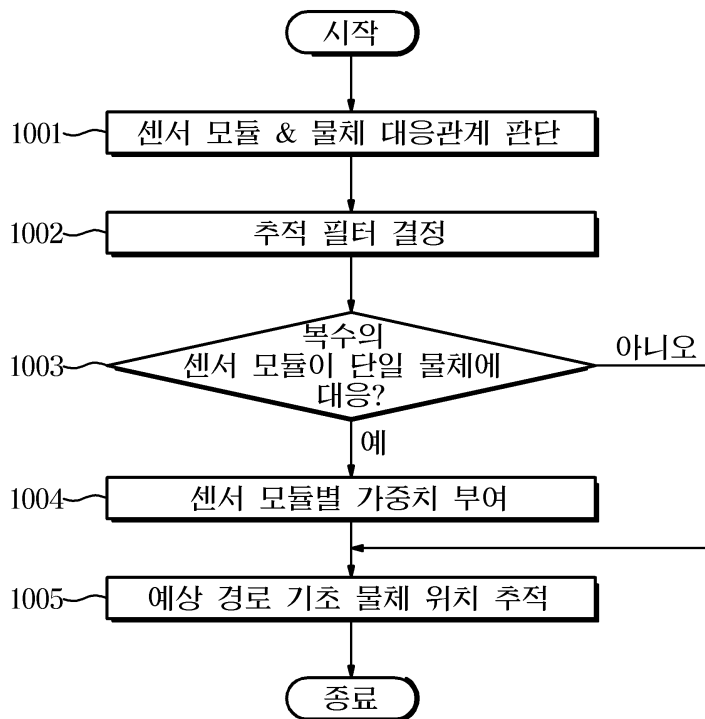 시작
1001
센서 모듈 & 물체 대응관계 판단
1002
추적 필터 결정
1003
복수의
센서 모듈이 단일 물체에
대응?
아니오
예
1004
센서 모듈별 가중치 부여
1005
예상 경로 기초 물체 위치 추적
종료